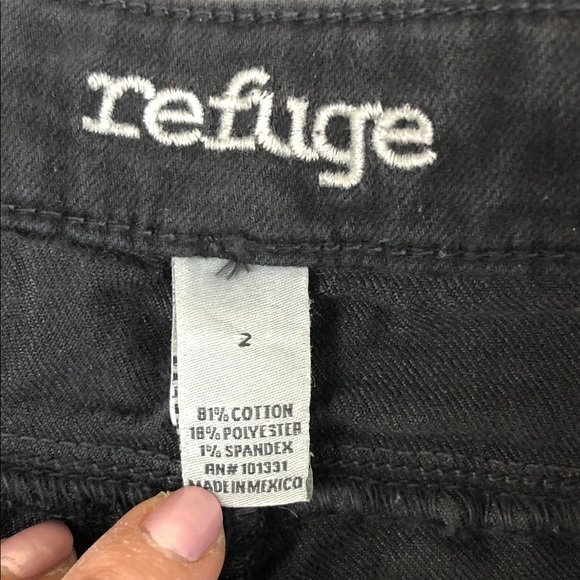 refuge
2
81% COTTON
18% POLYESTER
1% SPANDEX
RN# 101331
MADE IN MEXICO